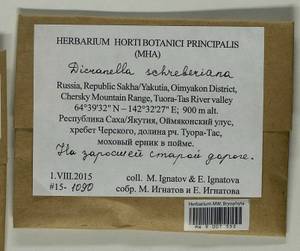 HERBARIUM HORTI BOTANICI PRINCIPALIS
(MHA)
Dicranella schreberiana
Russia, Republic Sakha/Yakutia, Oimyakon District,
Chersky Mountain Range, Tuora-Tas River valley
64°39'32"N – 142°32'27"E; 900 m alt.
Республика Саха/Якутия, Оймяконский улус,
хребет Черского, долина рч. Туора-Тас,
моховый ерник в пойме.
На заросшей старой дороге.
1.VIII.2015 coll. M. Ignatov & E. Ignatova
#15- 1090 собр. М. Игнатов и Е. Игнатова
Herbarium MW, Bryophyta